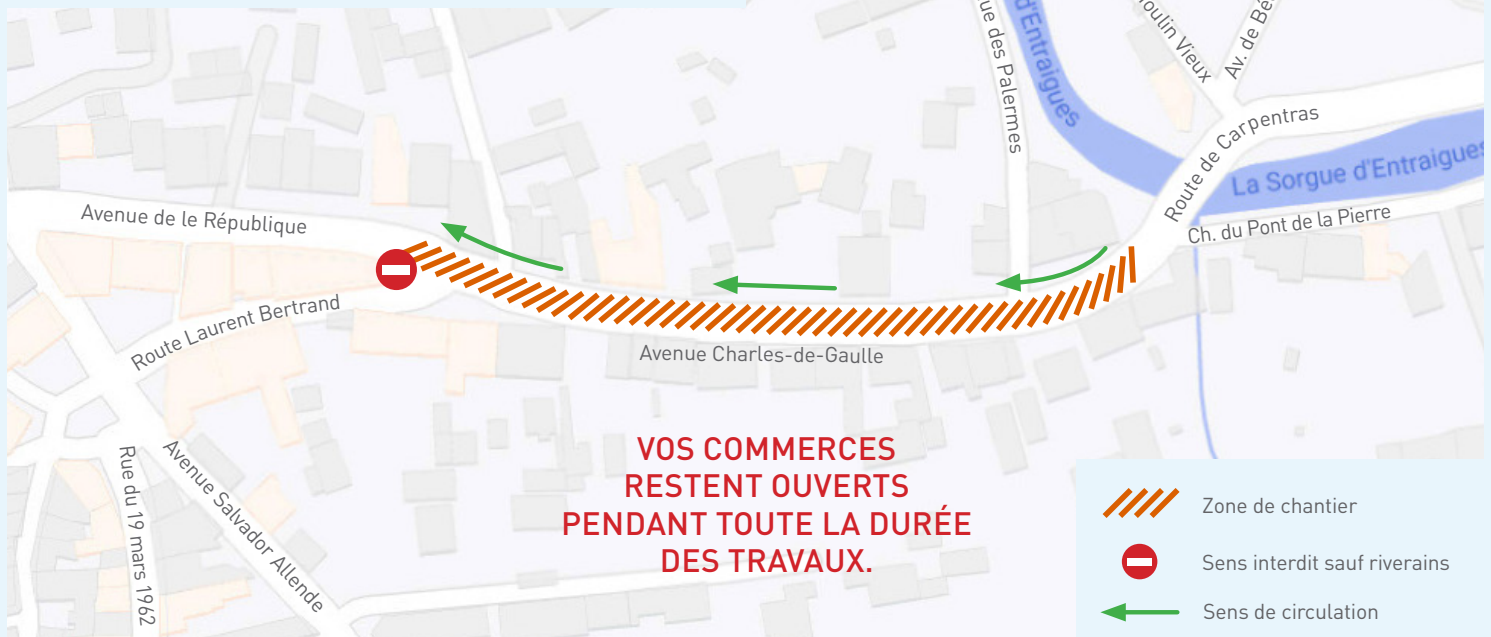 ue des Palermes
d'Entraigues
oulin Vieux
Av. de Bé
Route de Carpentras
La Sorgue d'Entraigues
Ch. du Pont de la Pierre
Avenue de le République
Route Laurent Bertrand
Avenue Charles-de-Gaulle
Rue du 19 mars 1962
Avenue Salvador Allende
VOS COMMERCES
RESTENT OUVERTS
PENDANT TOUTE LA DURÉE
DES TRAVAUX.
Zone de chantier
Sens interdit sauf riverains
Sens de circulation